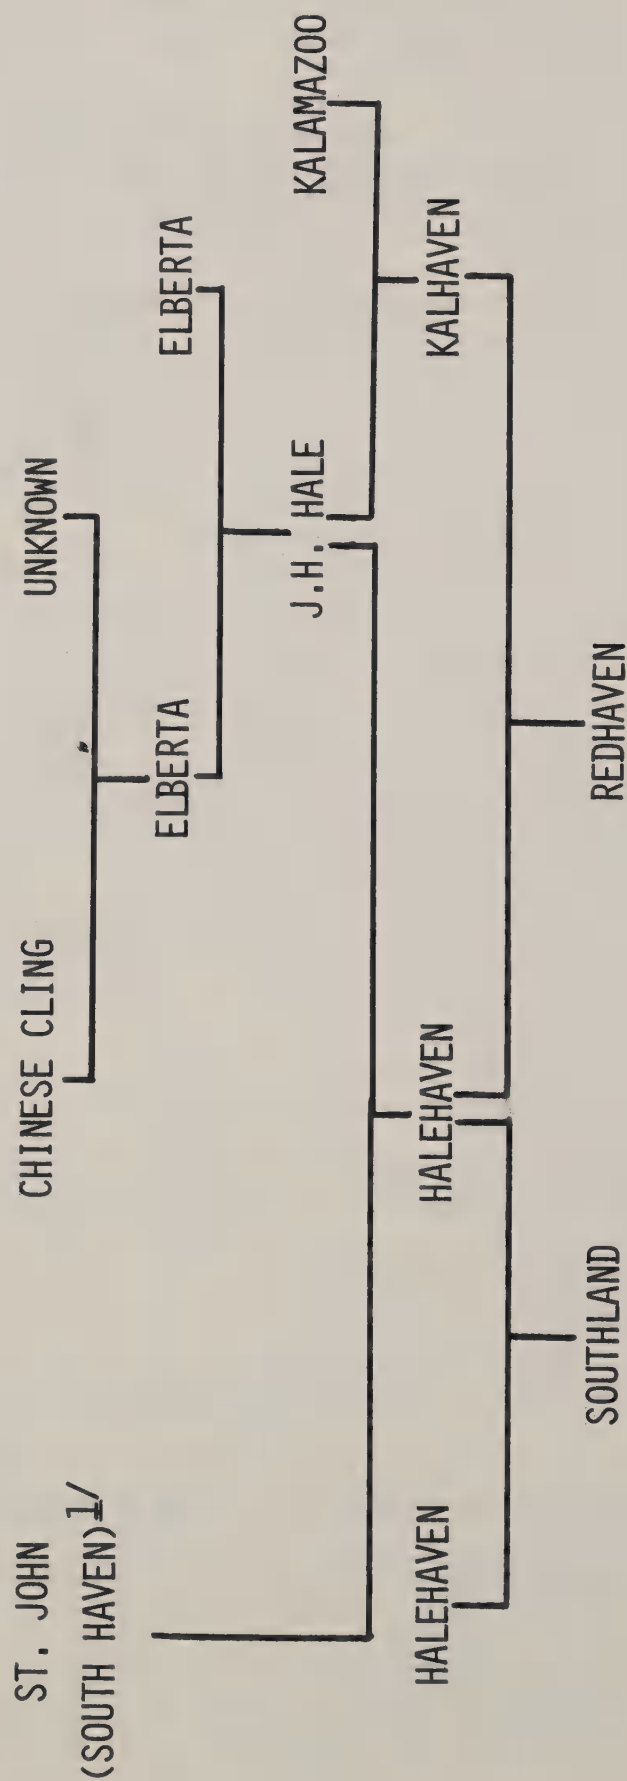 ST. JOHN
(SOUTH HAVEN)1/
CHINESE CLING
UNKNOWN
ELBERTA
ELBERTA
J.H. HALE
KALAMAZOO
HALEHAVEN
HALEHAVEN
KALHAVEN
SOUTHLAND
REDHAVEN